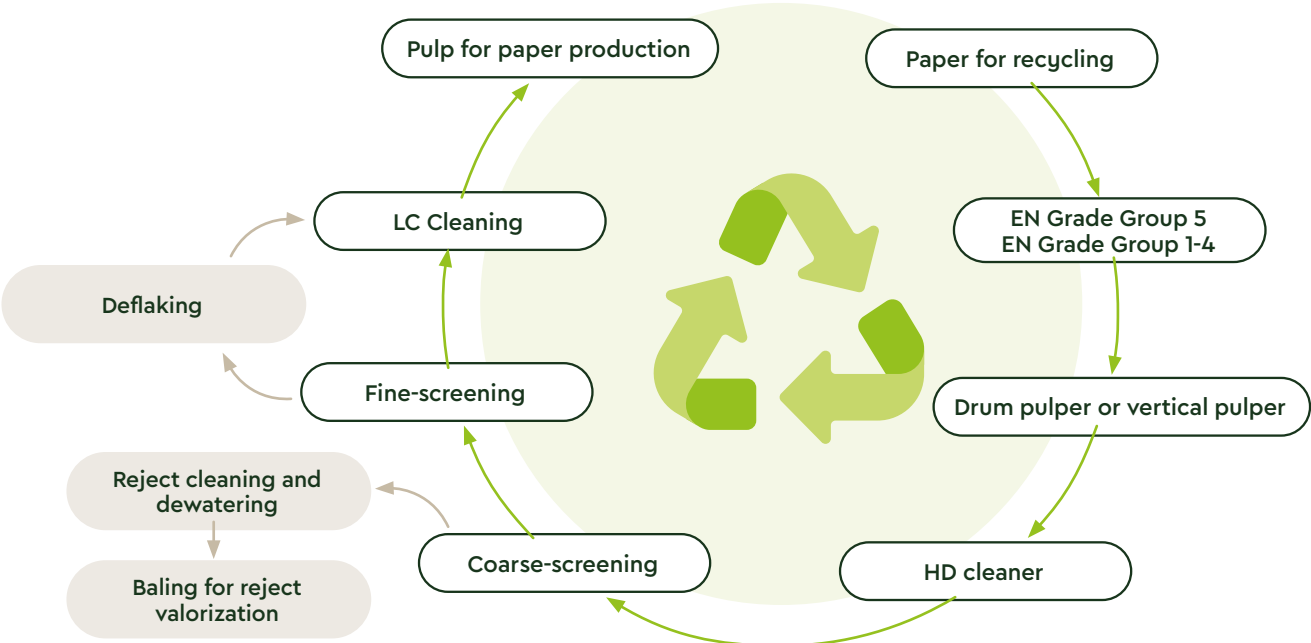 Pulp for paper production
Paper for recycling
LC Cleaning
EN Grade Group 5
EN Grade Group 1-4
Deflaking
Fine-screening
Drum pulper or vertical pulper
Reject cleaning and
dewatering
Coarse-screening
HD cleaner
Baling for reject
valorization